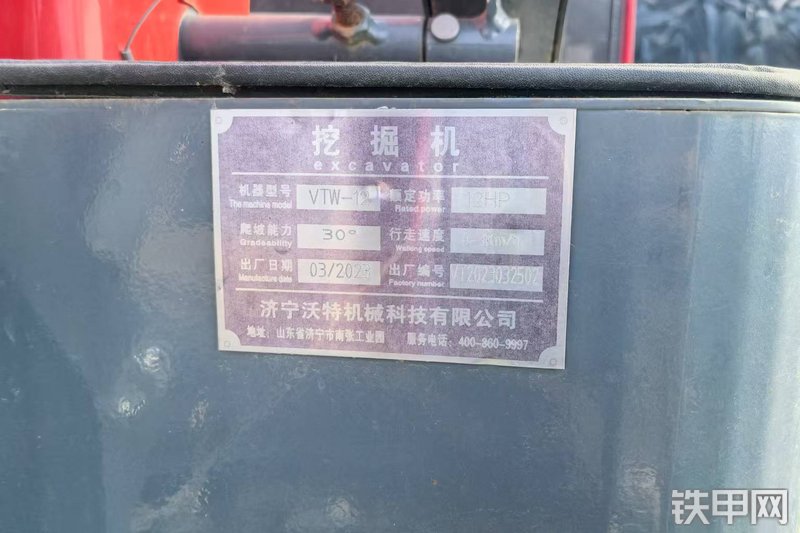 挖掘机
excavator
机器型号 VTW-12 额定功率 13HP
The machine model Rated power
爬坡能力 30° 行走速度
Gradeability Walking speed
出厂日期 03/2023 出厂编号 VT2023032502
Manufacture date Factory number
济宁沃特机械科技有限公司
地址：山东省济宁市南张工业园 服务电话：400-860-9997
铁甲网